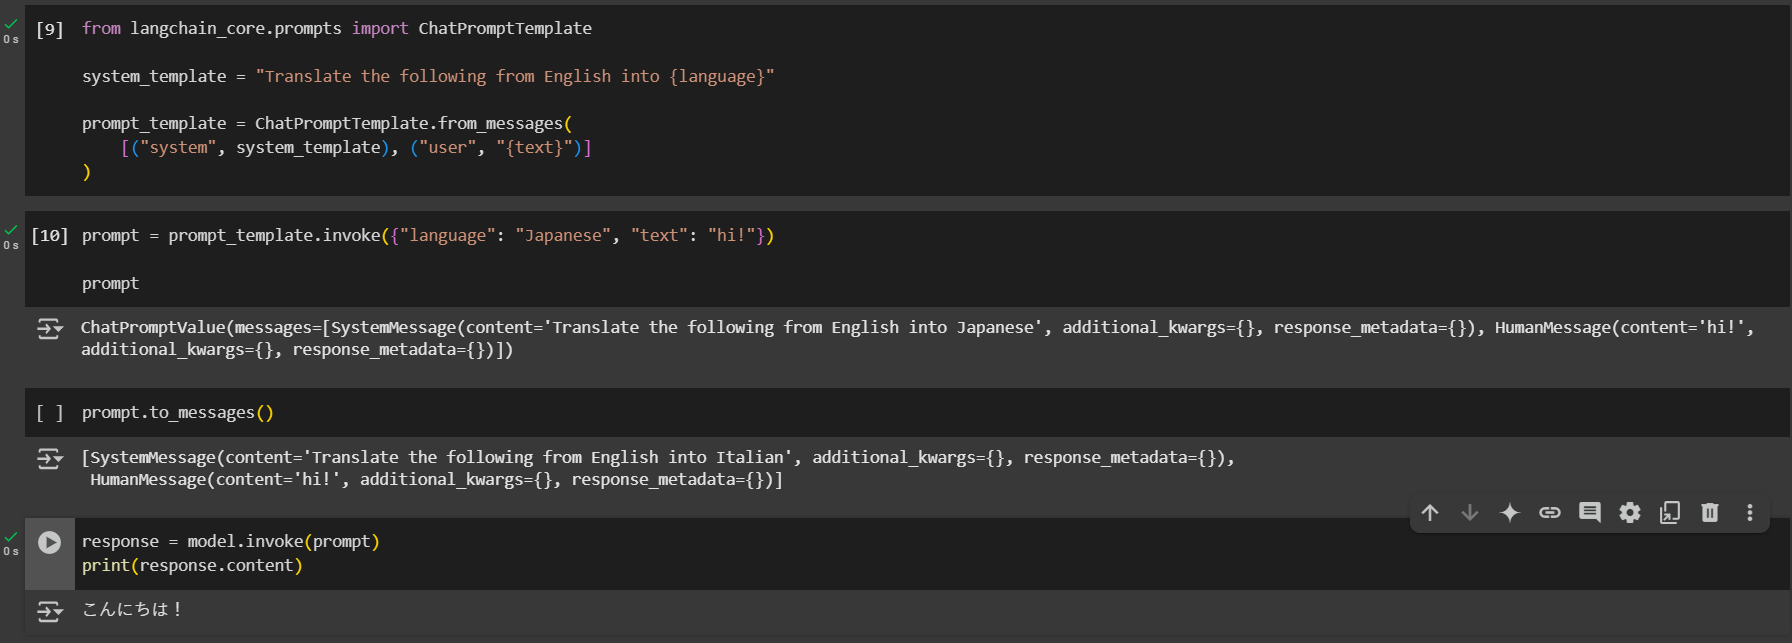 [9] from langchain_core.prompts import ChatPromptTemplate
0 s
system_template = "Translate the following from English into {language}"
prompt_template = ChatPromptTemplate.from_messages(
[("system", system_template), ("user", "{text}")]
)
[10] prompt = prompt_template.invoke({"language": "Japanese", "text": "hi!"})
0 s
prompt
ChatPromptValue(messages=[SystemMessage(content='Translate the following from English into Japanese', additional_kwargs={}, response_metadata={}), HumanMessage(content='hi!',
additional_kwargs={}, response_metadata={})])
[ ] prompt.to_messages()
[SystemMessage(content='Translate the following from English into Italian', additional_kwargs={}, response_metadata={}),
HumanMessage(content='hi!', additional_kwargs={}, response_metadata={})]
response = model.invoke(prompt)
0 s
print(response.content)
こんにちは！